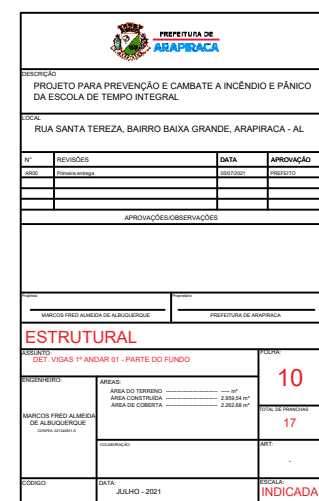 PREFEITURA DE
ARAPIRACA
DESCRIÇÃO
PROJETO PARA PREVENÇÃO E CAMBATE A INCÊNDIO E PÂNICO
DA ESCOLA DE TEMPO INTEGRAL
LOCAL
RUA SANTA TEREZA, BAIRRO BAIXA GRANDE, ARAPIRACA - AL
N° REVISÕES DATA APROVAÇÃO
AR00 Primeira entrega 05/07/2021 PREFEITO
APROVAÇÕES/OBSERVAÇÕES
Projetista Proprietário
MARCOS FRED ALMEIDA DE ALBUQUERQUE PREFEITURA DE ARAPIRACA
ESTRUTURAL
ASSUNTO: FOLHA:
DET. VIGAS 1º ANDAR 01 - PARTE DO FUNDO
10
ENGENHEIRO: ÁREAS:
ÁREA DO TERRENO ---- m²
ÁREA CONSTRUÍDA 2.959,54 m²
ÁREA DE COBERTA 2.262,68 m²
TOTAL DE PRANCHAS
17
MARCOS FRED ALMEIDA
DE ALBUQUERQUE
COLABORAÇÃO: ART:
-
CÓDIGO: DATA: ESCALA:
JULHO - 2021 INDICADA